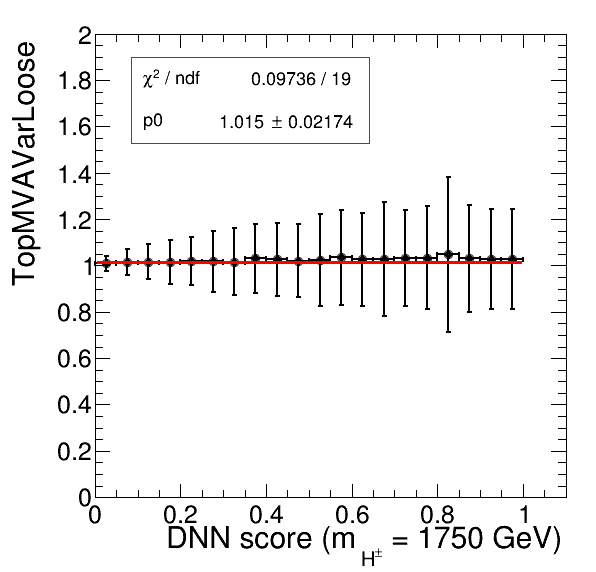 TopMVAVarLoose
2
1.8
1.6
1.4
1.2
1
0.8
0.6
0.4
0.2
0
χ² / ndf 0.09736 / 19
p0 1.015 ± 0.02174
0 0.2 0.4 0.6 0.8 1
DNN score (m_H± = 1750 GeV)